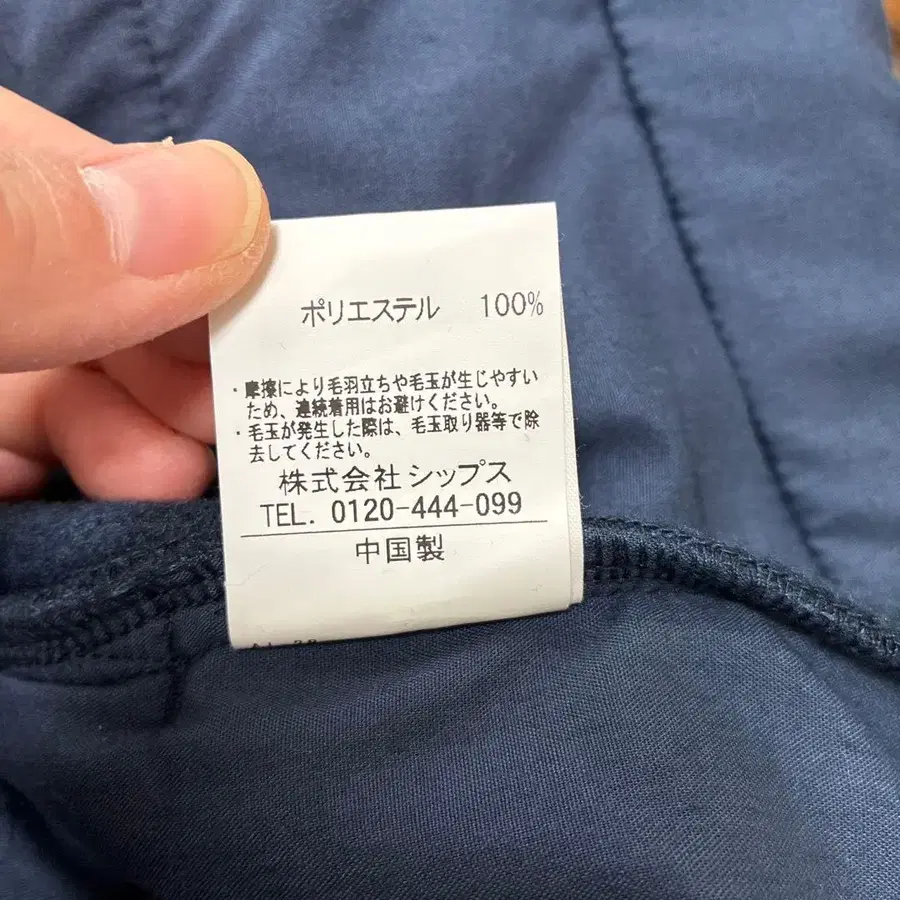 ポリエステル 100%
・摩擦により毛羽立ちや毛玉が生じやすい
ため、連続着用はお避けください。
・毛玉が発生した際は、毛玉取り器等で除
去してください。
株式会社シップス
TEL. 0120-444-099
中国製